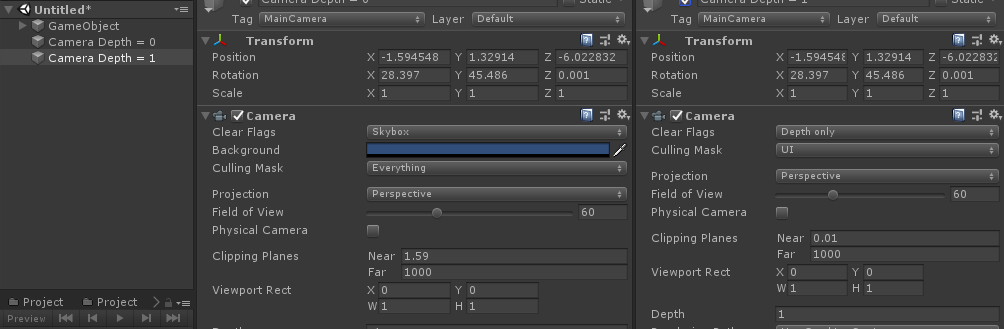 Untitled*
GameObject
Camera Depth = 0
Camera Depth = 1
Project Project
Preview
Camera Depth = 0 Static
Tag MainCamera Layer Default
Transform
Position X -1.594548 Y 1.32914 Z -6.022832
Rotation X 28.397 Y 45.486 Z 0.001
Scale X 1 Y 1 Z 1
Camera
Clear Flags Skybox
Background
Culling Mask Everything
Projection Perspective
Field of View 60
Physical Camera
Clipping Planes Near 1.59
Far 1000
Viewport Rect X 0 Y 0
W 1 H 1
Tag MainCamera Layer Default
Transform
Position X -1.594548 Y 1.32914 Z -6.022832
Rotation X 28.397 Y 45.486 Z 0.001
Scale X 1 Y 1 Z 1
Camera
Clear Flags Depth only
Culling Mask UI
Projection Perspective
Field of View 60
Physical Camera
Clipping Planes Near 0.01
Far 1000
Viewport Rect X 0 Y 0
W 1 H 1
Depth 1